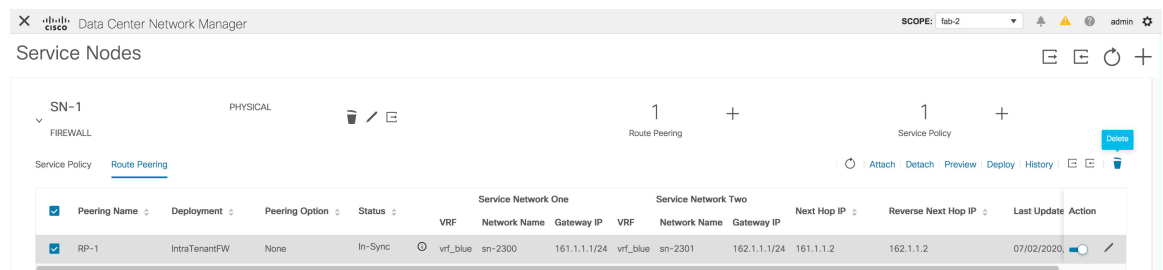 cisco Data Center Network Manager SCOPE: fab-2 admin
Service Nodes
SN-1 PHYSICAL 1 1
FIREWALL Route Peering Service Policy
Delete
Service Policy Route Peering Attach Detach Preview Deploy History
Service Network One Service Network Two
Peering Name Deployment Peering Option Status Next Hop IP Reverse Next Hop IP Last Update Action
VRF Network Name Gateway IP VRF Network Name Gateway IP
RP-1 IntraTenantFW None In-Sync vrf_blue sn-2300 161.1.1.1/24 vrf_blue sn-2301 162.1.1.1/24 161.1.1.2 162.1.1.2 07/02/2020,